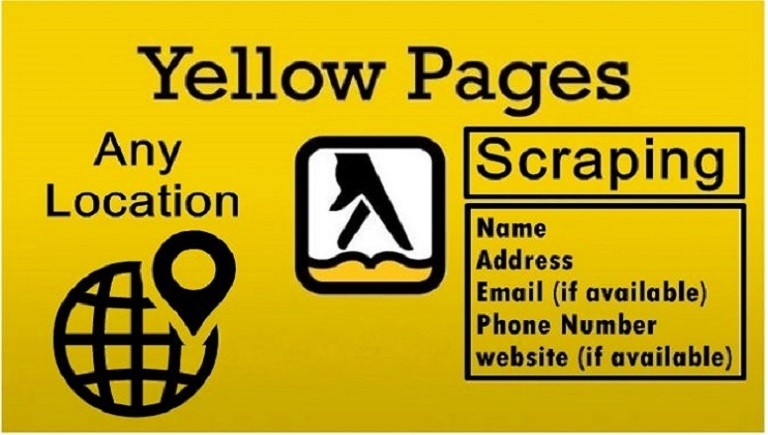 Yellow Pages
Any
Location
Scraping
Name
Address
Email (if available)
Phone Number
website (if available)